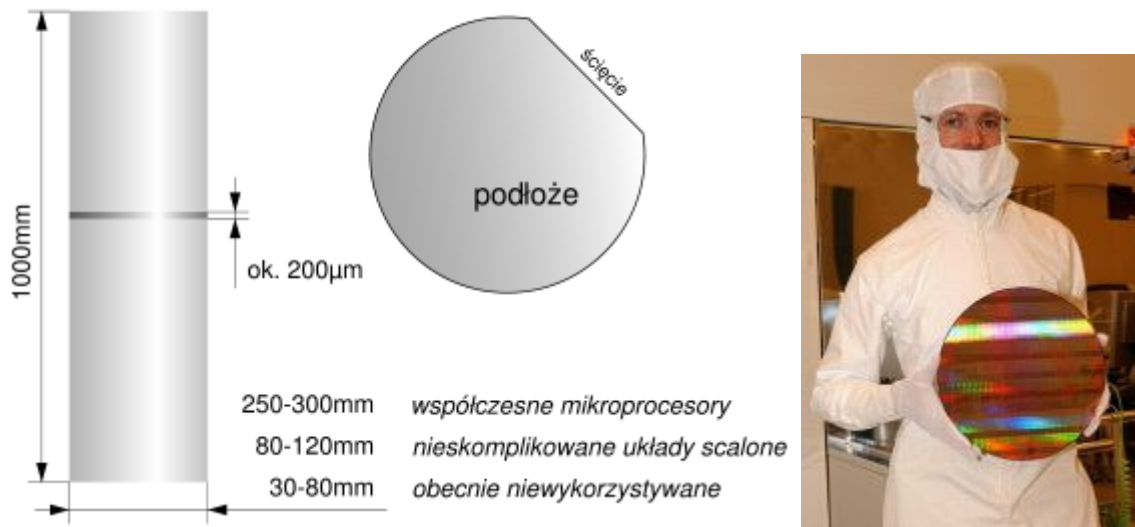 1000mm
ok. 200µm
ścięcie
podłoże
250-300mm współczesne mikroprocesory
80-120mm nieskomplikowane układy scalone
30-80mm obecnie niewykorzystywane